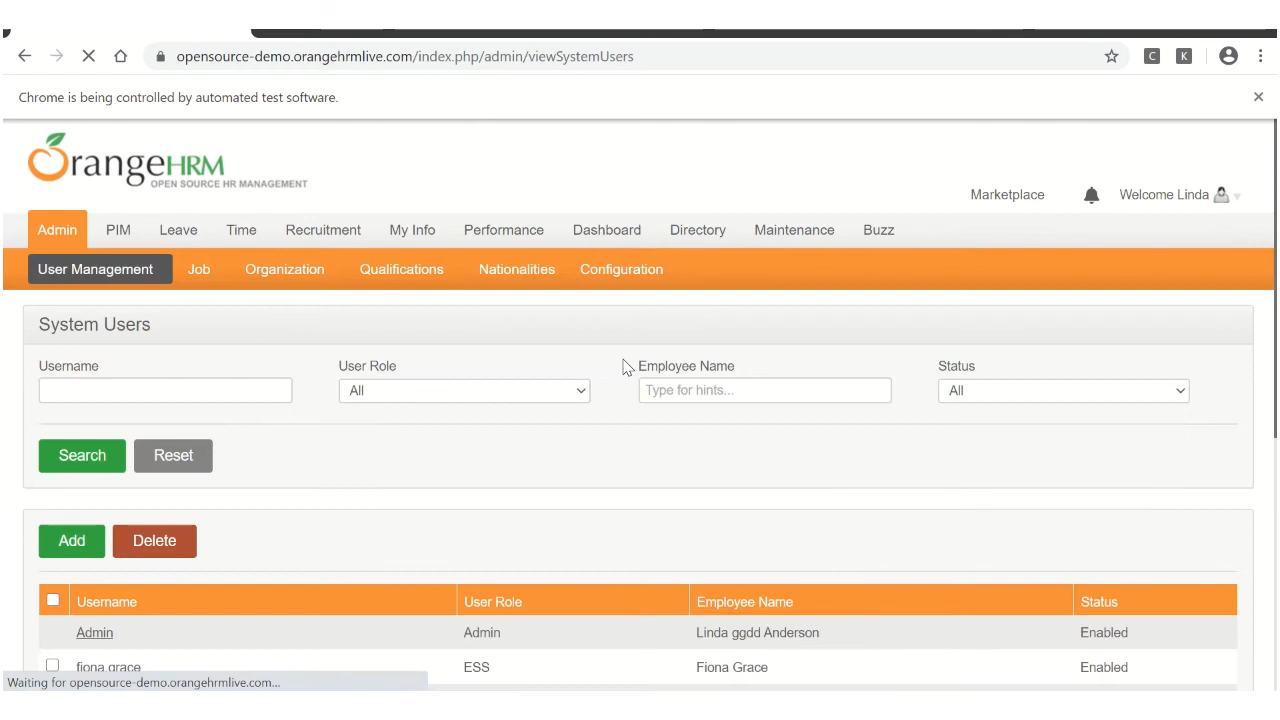 opensource-demo.orangehrmlive.com/index.php/admin/viewSystemUsers C K
Chrome is being controlled by automated test software.
OrangeHRM
OPEN SOURCE HR MANAGEMENT
Marketplace Welcome Linda
Admin PIM Leave Time Recruitment My Info Performance Dashboard Directory Maintenance Buzz
User Management Job Organization Qualifications Nationalities Configuration
System Users
Username User Role Employee Name Status
All Type for hints... All
Search Reset
Add Delete
Username User Role Employee Name Status
Admin Admin Linda ggdd Anderson Enabled
fiona.grace ESS Fiona Grace Enabled
Waiting for opensource-demo.orangehrmlive.com...